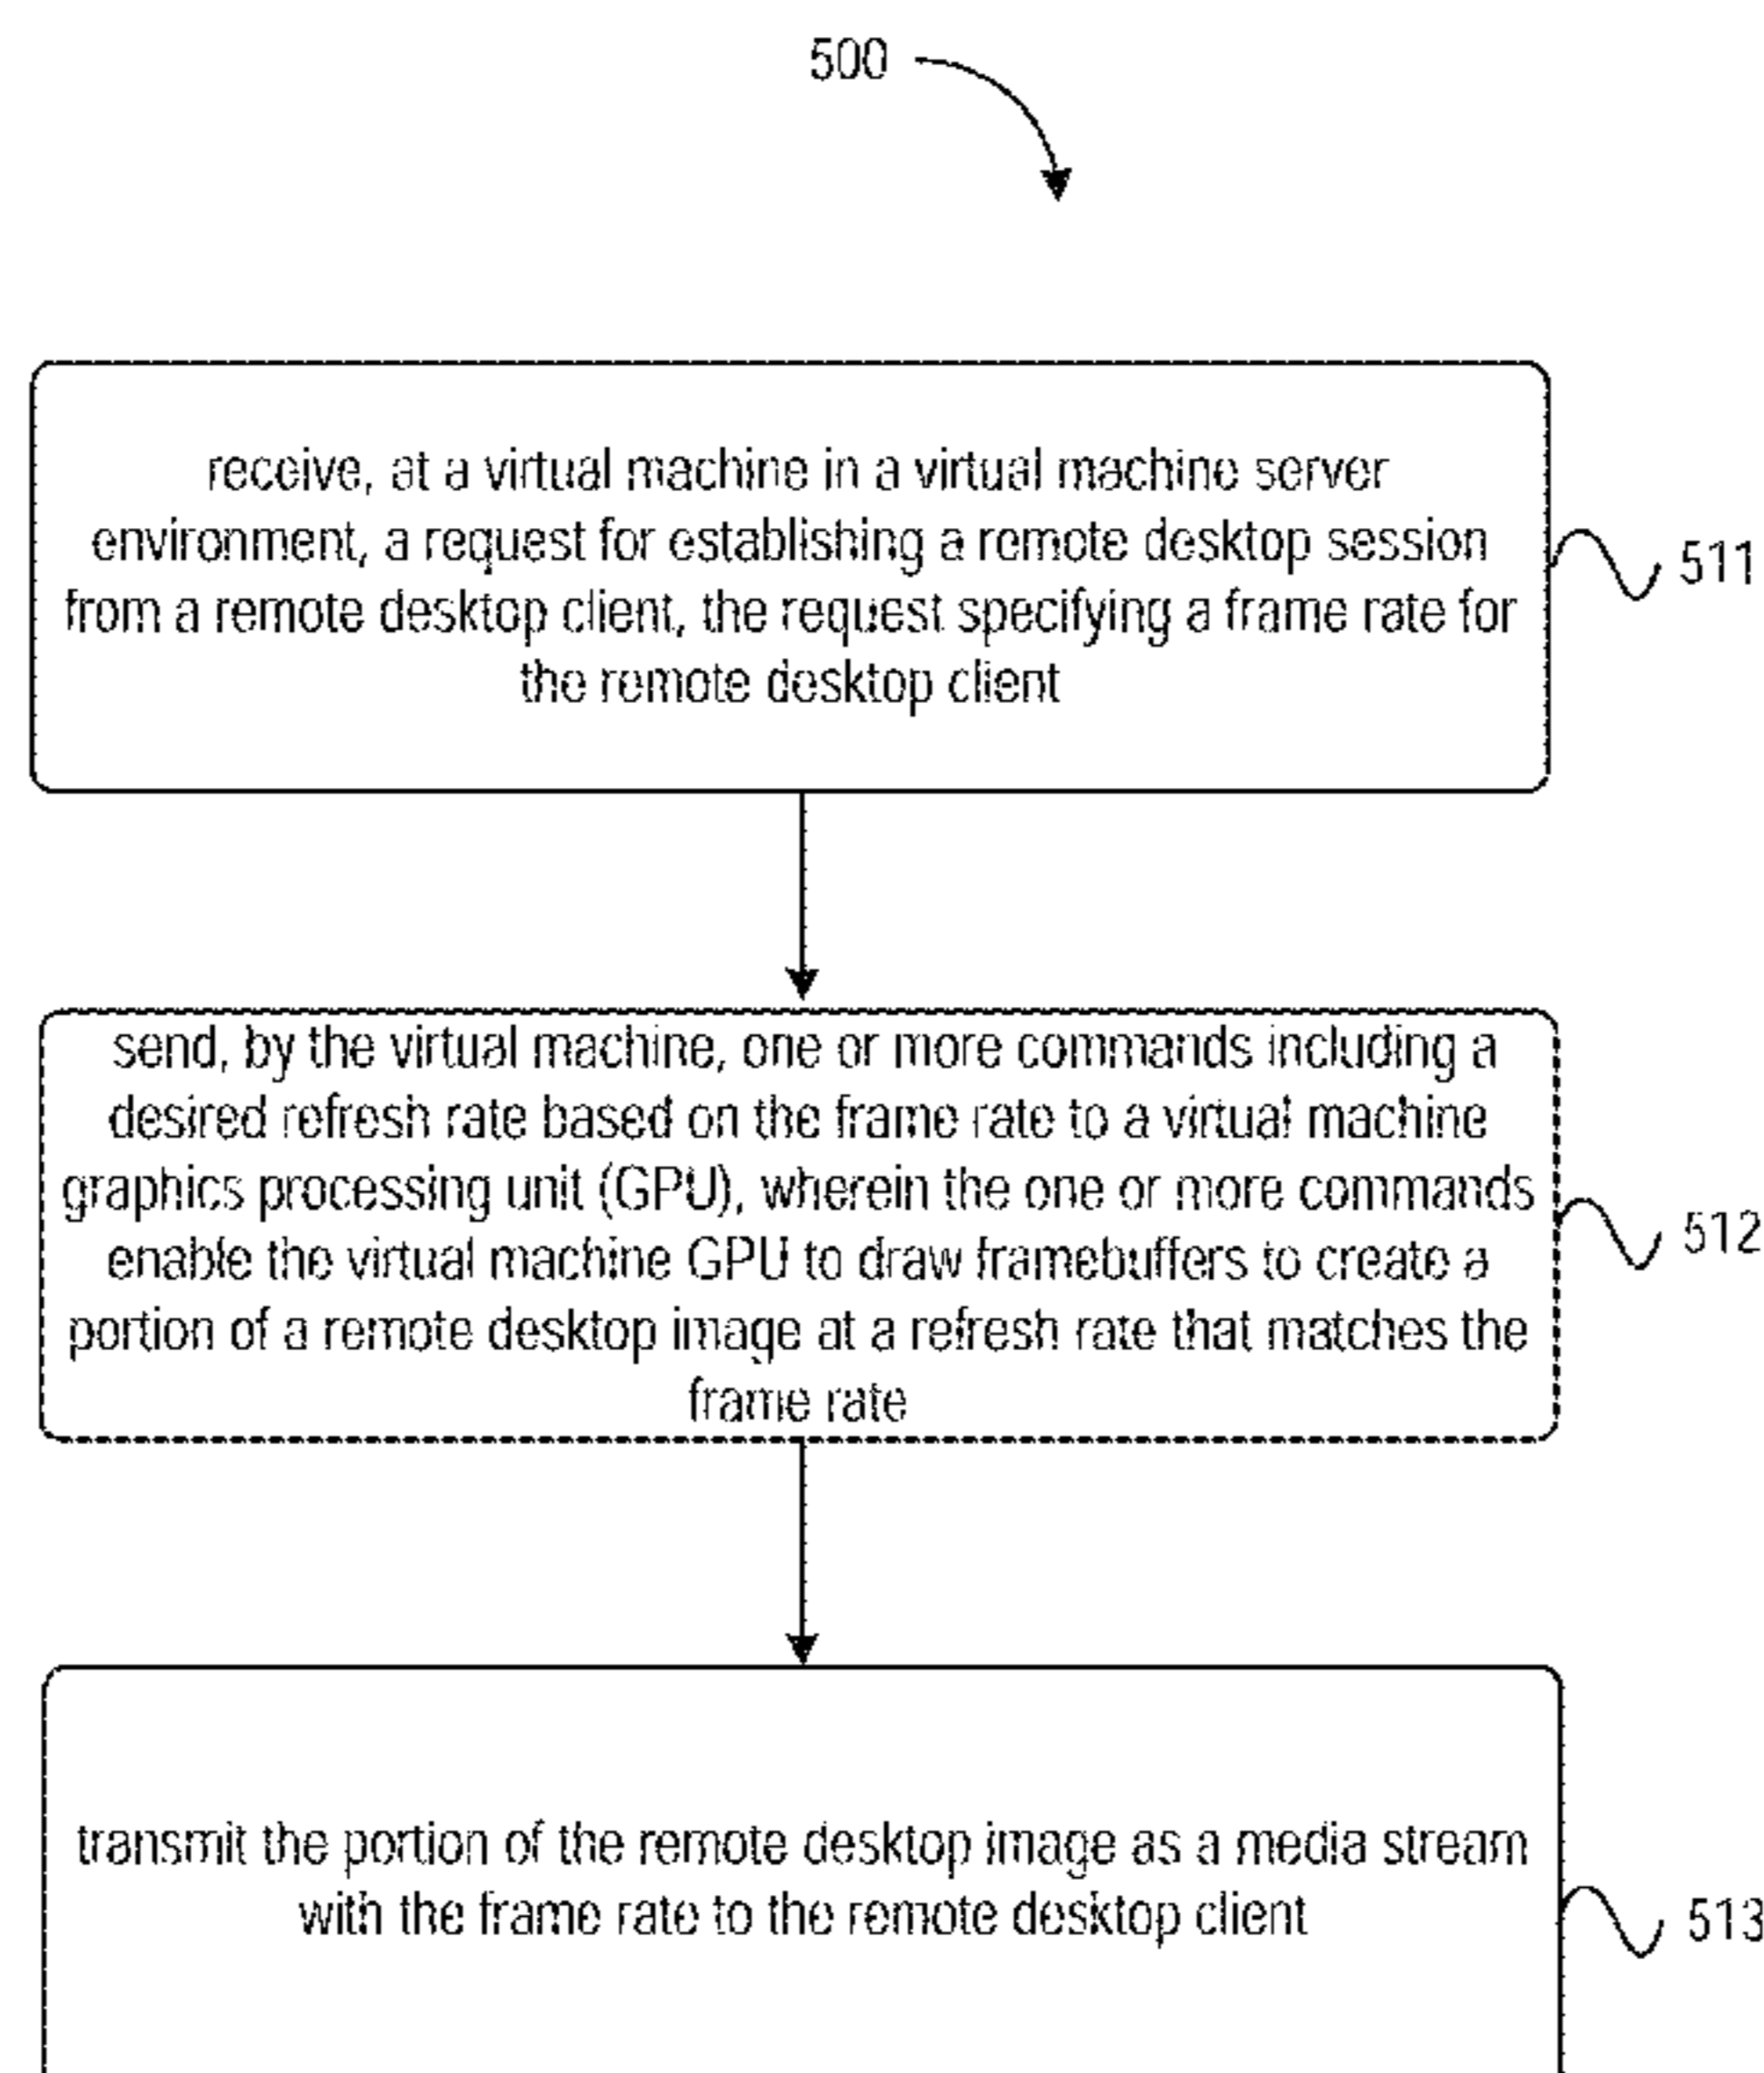 500
receive, at a virtual machine in a virtual machine server
environment, a request for establishing a remote desktop session
from a remote desktop client, the request specifying a frame rate for
the remote desktop client
511
send, by the virtual machine, one or more commands including a
desired refresh rate based on the frame rate to a virtual machine
graphics processing unit (GPU), wherein the one or more commands
enable the virtual machine GPU to draw framebuffers to create a
portion of a remote desktop image at a refresh rate that matches the
frame rate
512
transmit the portion of the remote desktop image as a media stream
with the frame rate to the remote desktop client
513